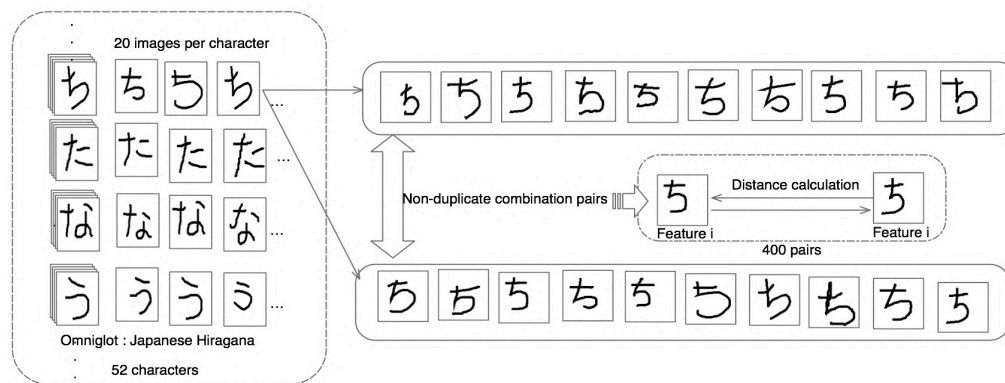 20 images per character
ち ち ち ち ...
た た た た ...
な な な な ...
う う う う ...
Omniglot : Japanese Hiragana
52 characters
ち ち ち ち ち ち ち ち ち ち
Non-duplicate combination pairs
ち Distance calculation ち
Feature i Feature i
400 pairs
ち ち ち ち ち ち ち ち ち ち